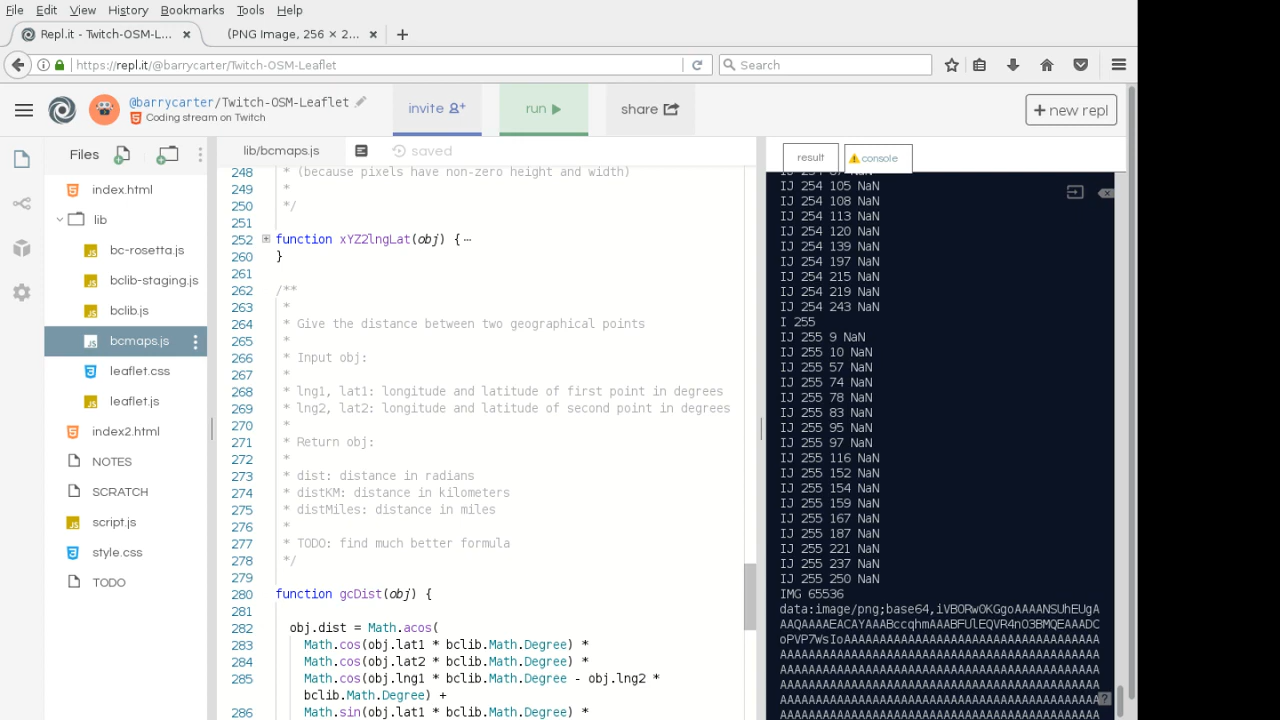 File Edit View History Bookmarks Tools Help
Repl.it - Twitch-OSM-L...
(PNG Image, 256 × 2...
https://repl.it/@barrycarter/Twitch-OSM-Leaflet
Search
@barrycarter/Twitch-OSM-Leaflet
Coding stream on Twitch
invite
run
share
+ new repl
Files
index.html
lib
bc-rosetta.js
bclib-staging.js
bclib.js
bcmaps.js
leaflet.css
leaflet.js
index2.html
NOTES
SCRATCH
script.js
style.css
TODO
lib/bcmaps.js
saved
248 * (because pixels have non-zero height and width)
249 *
250 */
251
252 function xYZ2lngLat(obj) {
260 }
261
262 /**
263 *
264 * Give the distance between two geographical points
265 *
266 * Input obj:
267 *
268 * lng1, lat1: longitude and latitude of first point in degrees
269 * lng2, lat2: longitude and latitude of second point in degrees
270 *
271 * Return obj:
272 *
273 * dist: distance in radians
274 * distKM: distance in kilometers
275 * distMiles: distance in miles
276 *
277 * TODO: find much better formula
278 */
279
280 function gcDist(obj) {
281
282 obj.dist = Math.acos(
283 Math.cos(obj.lat1 * bclib.Math.Degree) *
284 Math.cos(obj.lat2 * bclib.Math.Degree) *
285 Math.cos(obj.lng1 * bclib.Math.Degree - obj.lng2 *
bclib.Math.Degree) +
286 Math.sin(obj.lat1 * bclib.Math.Degree) *
result
console
IJ 254 105 NaN
IJ 254 108 NaN
IJ 254 113 NaN
IJ 254 120 NaN
IJ 254 139 NaN
IJ 254 197 NaN
IJ 254 215 NaN
IJ 254 219 NaN
IJ 254 243 NaN
I 255
IJ 255 9 NaN
IJ 255 10 NaN
IJ 255 57 NaN
IJ 255 74 NaN
IJ 255 78 NaN
IJ 255 83 NaN
IJ 255 95 NaN
IJ 255 97 NaN
IJ 255 116 NaN
IJ 255 152 NaN
IJ 255 154 NaN
IJ 255 159 NaN
IJ 255 167 NaN
IJ 255 187 NaN
IJ 255 221 NaN
IJ 255 237 NaN
IJ 255 250 NaN
IMG 65536
data:image/png;base64,iVBORw0KGgoAAAANSUhEUgA
AAQAAAAEACAYAAABccqhmAAABFUlEQVR4nO3BMQEAAADC
oPVP7WsIoAAAAAAAAAAAAAAAAAAAAAAAAAAAAAAAAAAAA
AAAAAAAAAAAAAAAAAAAAAAAAAAAAAAAAAAAAAAAAAAAAA
AAAAAAAAAAAAAAAAAAAAAAAAAAAAAAAAAAAAAAAAAAAAA
AAAAAAAAAAAAAAAAAAAAAAAAAAAAAAAAAAAAAAAAAAAAA
AAAAAAAAAAAAAAAAAAAAAAAAAAAAAAAAAAAAAAAAAAA